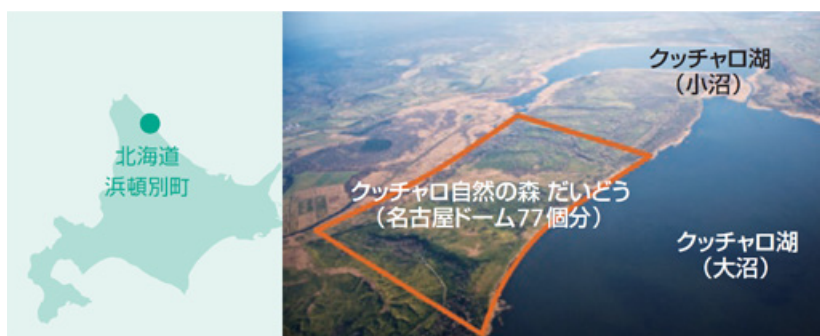 北海道
浜頓別町
クッチャロ湖
（小沼）
クッチャロ自然の森 だいどう
（名古屋ドーム77個分）
クッチャロ湖
（大沼）